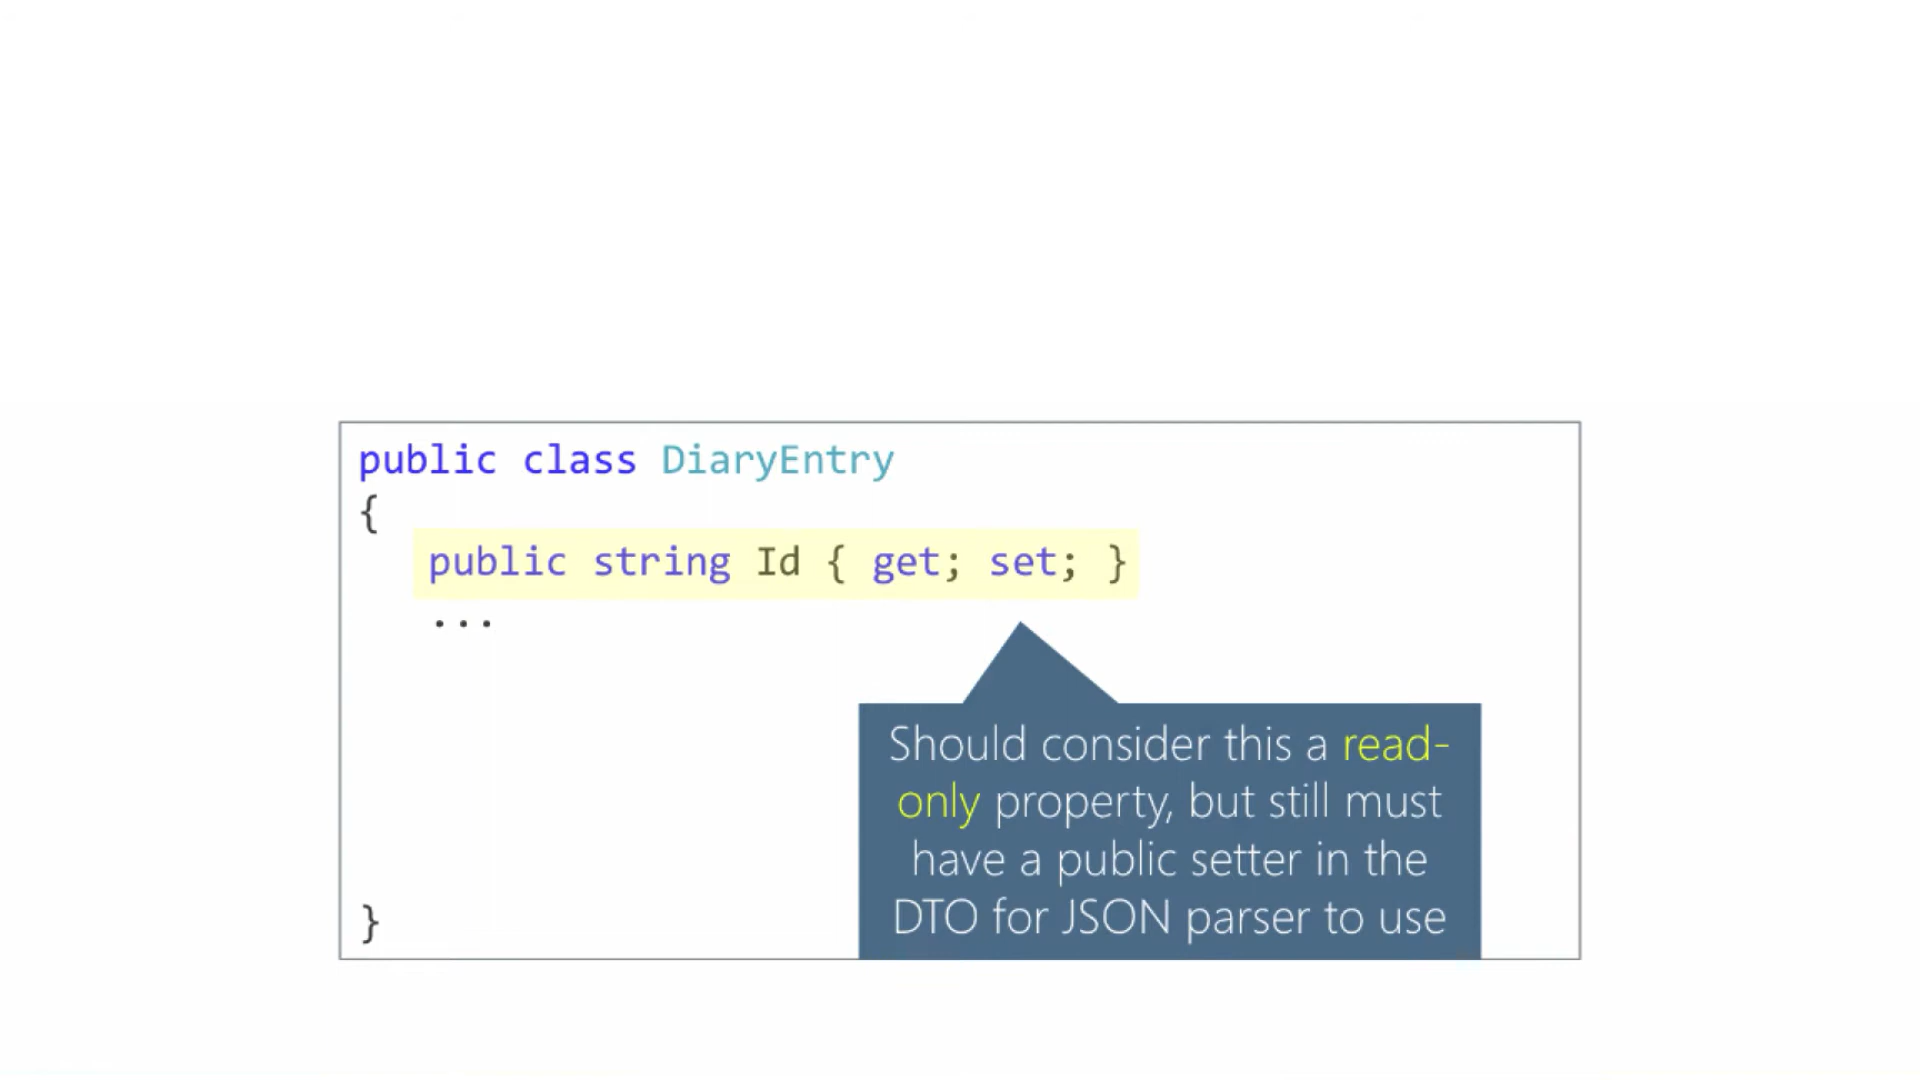 public class DiaryEntry
{
public string Id { get; set; }
...
Should consider this a read-
only property, but still must
have a public setter in the
DTO for JSON parser to use
}